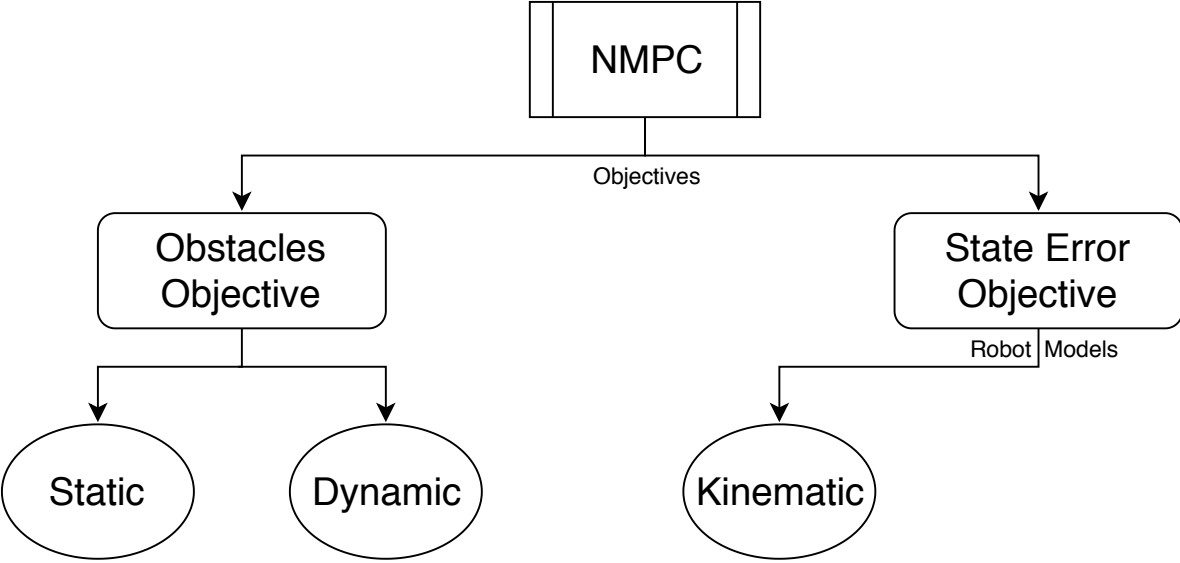 NMPC
Objectives
Obstacles
Objective
State Error
Objective
Robot Models
Static
Dynamic
Kinematic